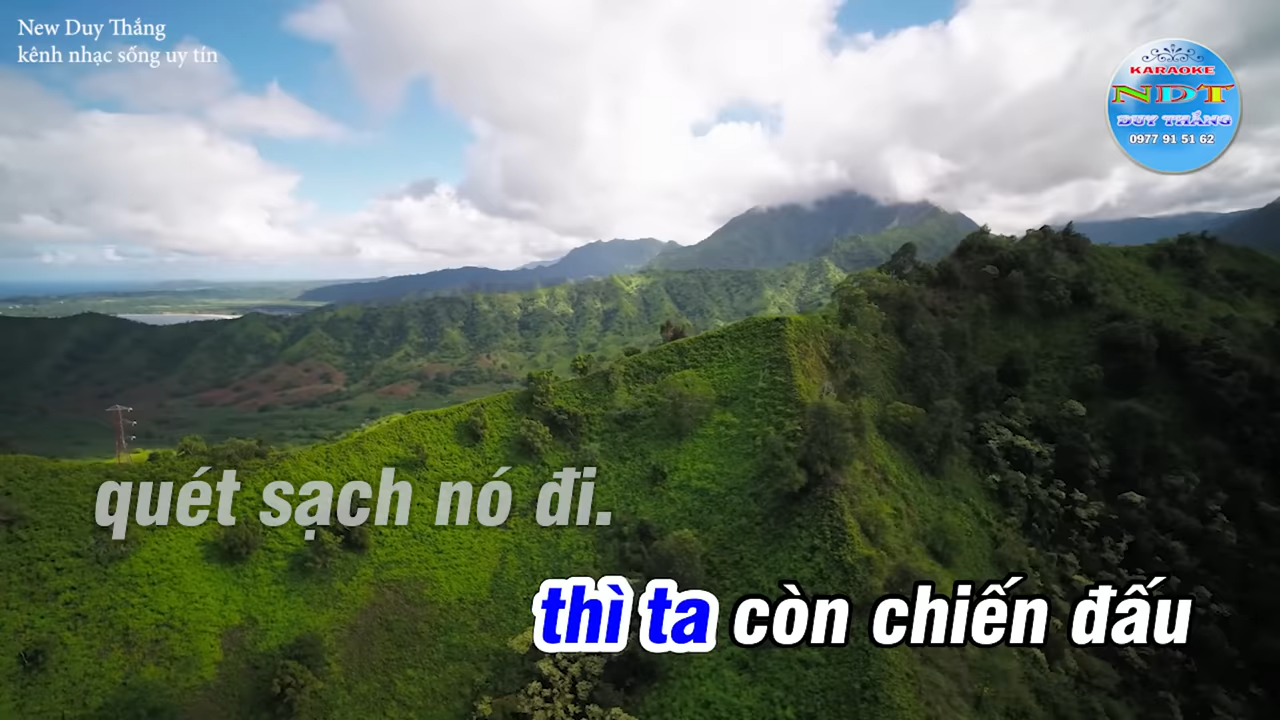 New Duy Thắng
kênh nhạc sống uy tín
KARAOKE
NDT
DUY THẮNG
0977 91 51 62
quét sạch nó đi.
thì ta còn chiến đấu